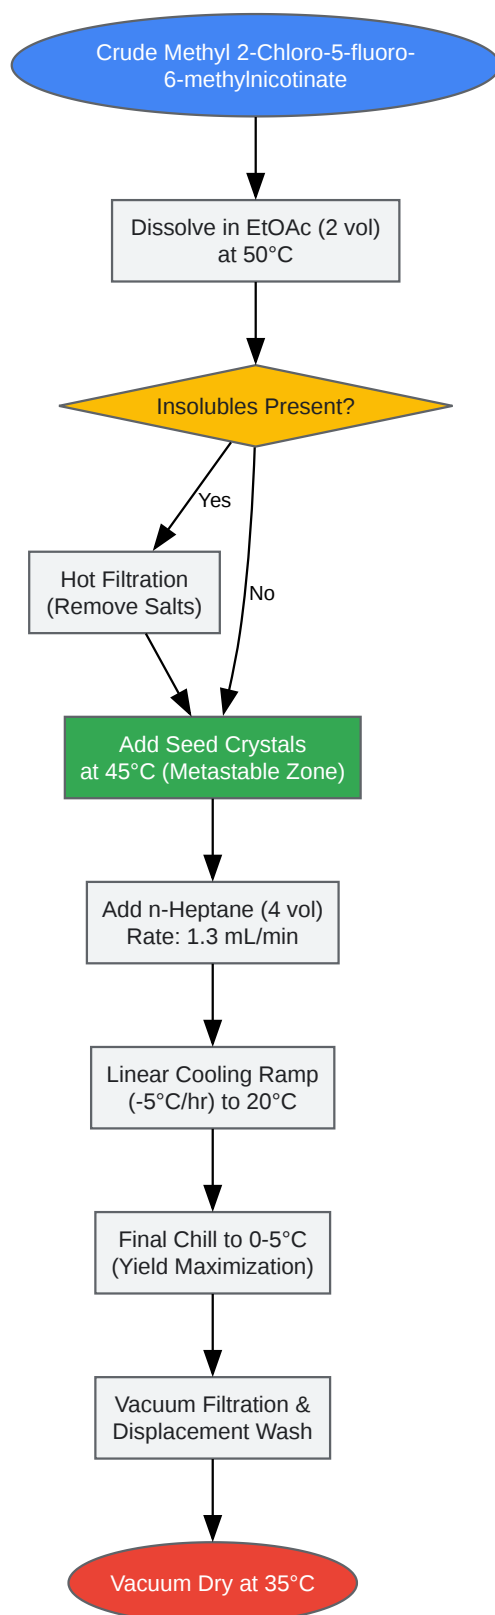 Crude Methyl 2-Chloro-5-fluoro-
6-methylnicotinate
Dissolve in EtOAc (2 vol)
at 50°C
Insolubles Present?
Yes
Hot Filtration
(Remove Salts)
No
Add Seed Crystals
at 45°C (Metastable Zone)
Add n-Heptane (4 vol)
Rate: 1.3 mL/min
Linear Cooling Ramp
(-5°C/hr) to 20°C
Final Chill to 0-5°C
(Yield Maximization)
Vacuum Filtration &
Displacement Wash
Vacuum Dry at 35°C